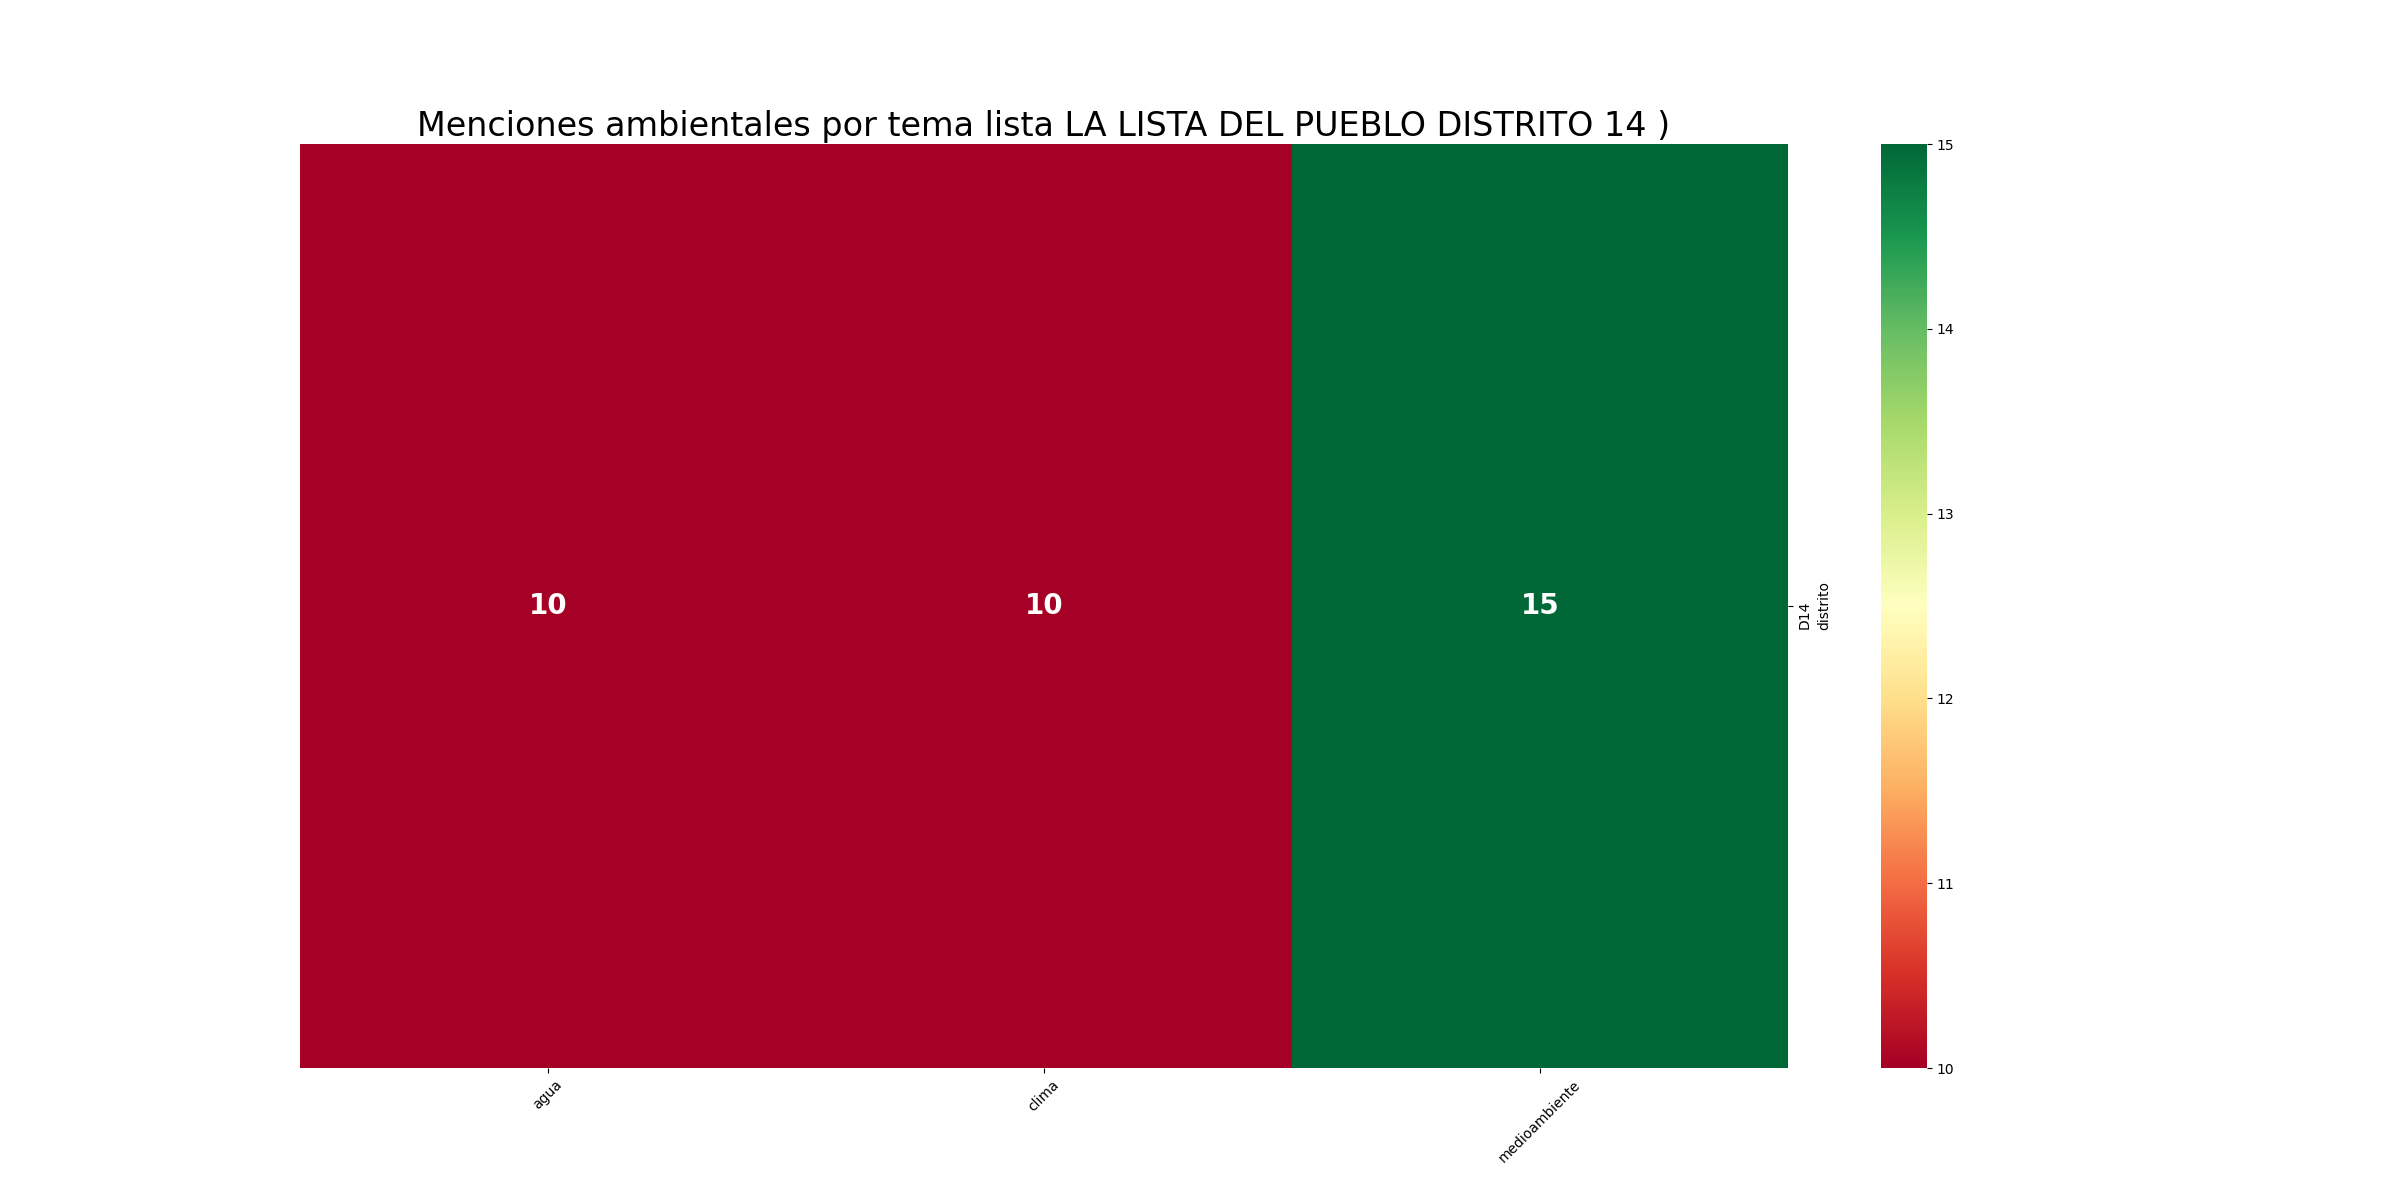 Menciones ambientales por tema lista LA LISTA DEL PUEBLO DISTRITO 14 )
10
10
15
D14
distrito
agua
clima
medioambiente
15
14
13
12
11
10